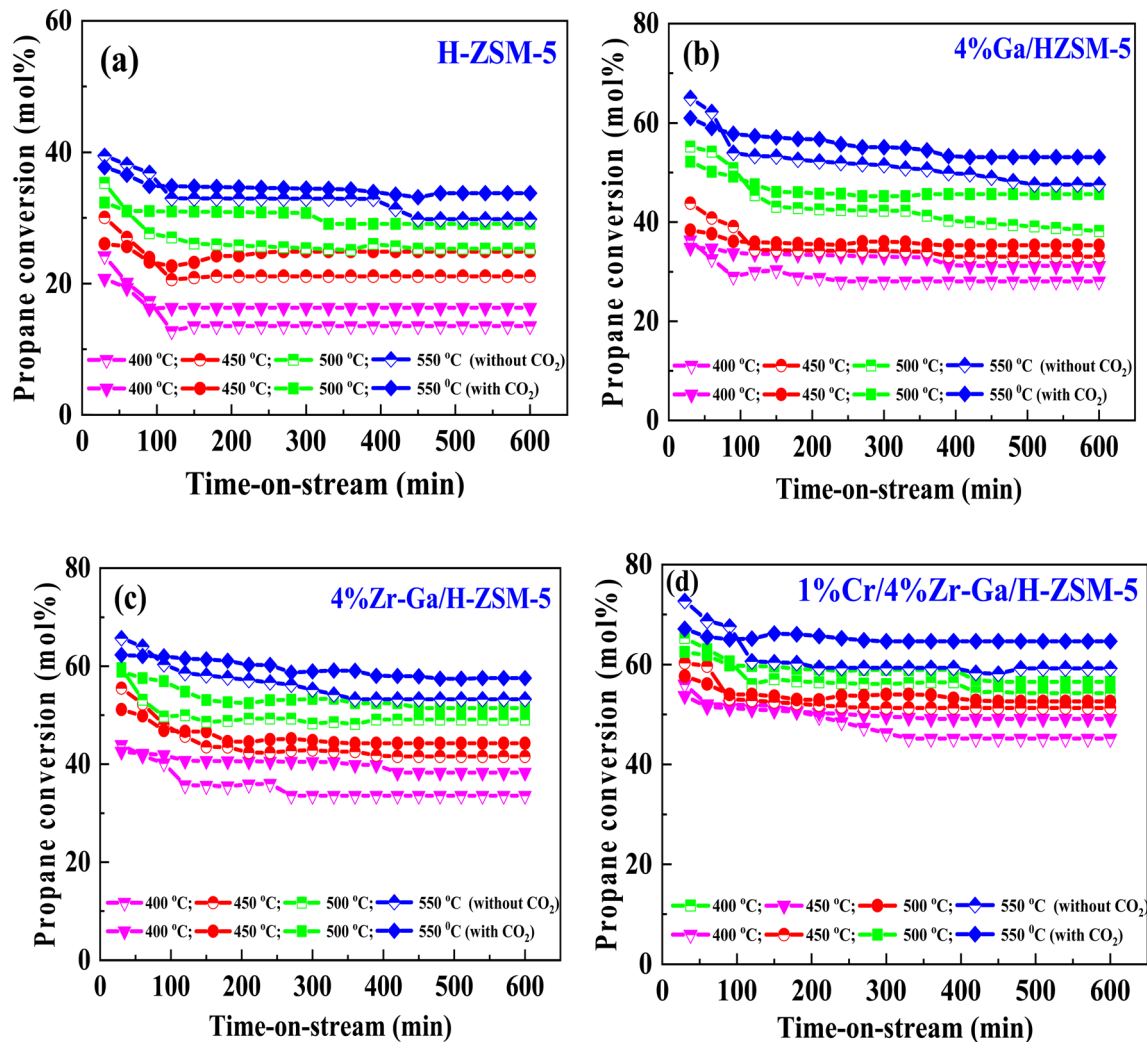 (a)
H-ZSM-5
60
40
20
0
Propane conversion (mol%)
400 °C; 450 °C; 500 °C; 550 °C (without CO₂)
400 °C; 450 °C; 500 °C; 550 ⁰C (with CO₂)
0 100 200 300 400 500 600
Time-on-stream (min)
(b)
4%Ga/HZSM-5
80
60
40
20
0
Propane conversion (mol%)
400 °C; 450 °C; 500 °C; 550 °C (without CO₂)
400 °C; 450 °C; 500 °C; 550 ⁰C (with CO₂)
0 100 200 300 400 500 600
Time-on-stream (min)
(c)
4%Zr-Ga/H-ZSM-5
80
60
40
20
0
Propane conversion (mol%)
400 °C; 450 °C; 500 °C; 550 °C (without CO₂)
400 °C; 450 °C; 500 °C; 550 ⁰C (with CO₂)
0 100 200 300 400 500 600
Time-on-stream (min)
(d)
1%Cr/4%Zr-Ga/H-ZSM-5
80
60
40
20
0
Propane conversion (mol%)
400 °C; 450 °C; 500 °C; 550 °C (without CO₂)
400 °C; 450 °C; 500 °C; 550 ⁰C (with CO₂)
0 100 200 300 400 500 600
Time-on-stream (min)